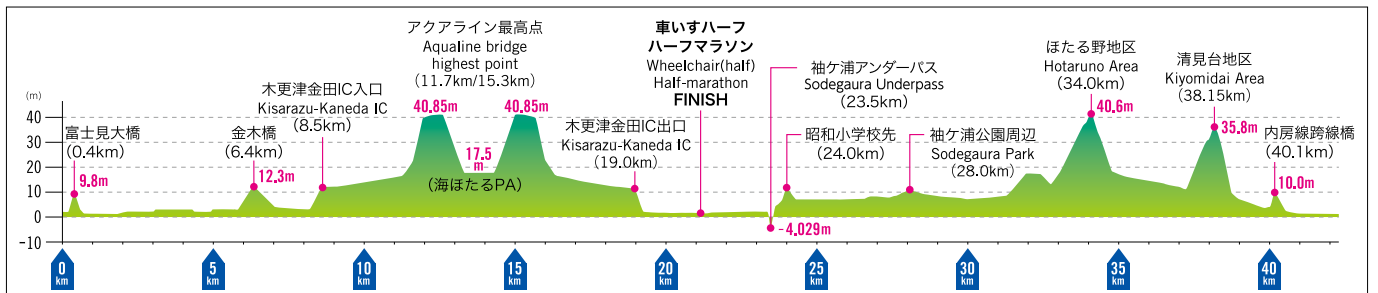 (m)
40
30
20
10
0
-10
富士見大橋
(0.4km)
9.8m
金木橋
(6.4km)
12.3m
木更津金田IC入口
Kisarazu-Kaneda IC
(8.5km)
アクアライン最高点
Aqualine bridge
highest point
(11.7km/15.3km)
40.85m
40.85m
17.5
m
(海ほたるPA)
木更津金田IC出口
Kisarazu-Kaneda IC
(19.0km)
車いすハーフ
ハーフマラソン
Wheelchair(half)
Half-marathon
FINISH
袖ケ浦アンダーパス
Sodegaura Underpass
(23.5km)
-4.029m
昭和小学校先
(24.0km)
袖ケ浦公園周辺
Sodegaura Park
(28.0km)
ほたる野地区
Hotaruno Area
(34.0km)
40.6m
清見台地区
Kiyomidai Area
(38.15km)
35.8m
内房線跨線橋
(40.1km)
10.0m
0
km
5
km
10
km
15
km
20
km
25
km
30
km
35
km
40
km